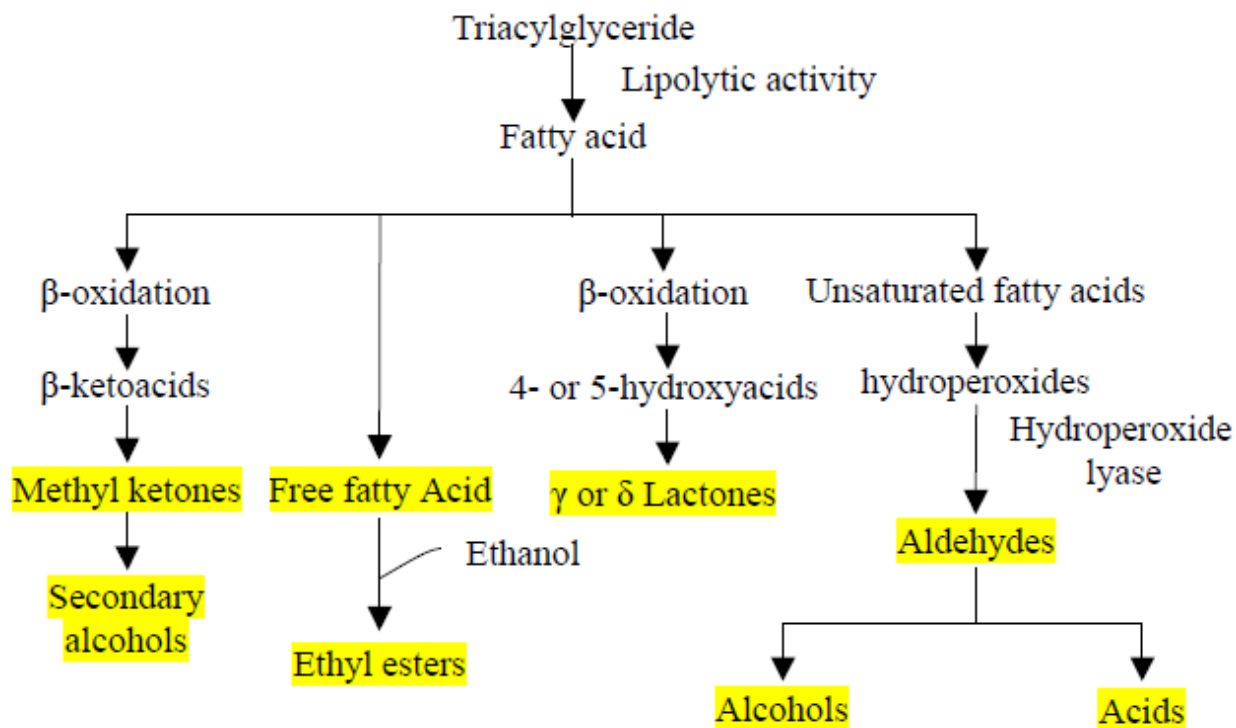 Triacylglyceride
Lipolytic activity
Fatty acid
β-oxidation
β-oxidation
Unsaturated fatty acids
β-ketoacids
4- or 5-hydroxyacids
hydroperoxides
Hydroperoxide
lyase
Methyl ketones
Free fatty Acid
γ or δ Lactones
Aldehydes
Ethanol
Secondary
alcohols
Ethyl esters
Alcohols
Acids